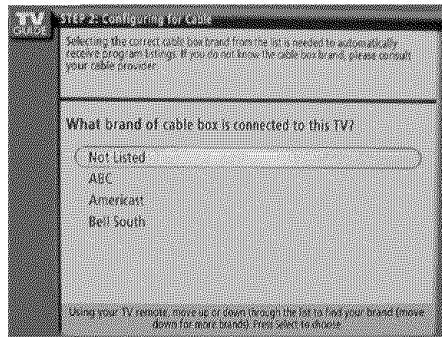 TV
GUIDE
STEP 2: Configuring for Cable
Selecting the correct cable box brand from the list is needed to automatically
receive program listings. If you do not know the cable box brand, please consult
your cable provider.
What brand of cable box is connected to this TV?
Not Listed
ABC
Americast
Bell South
Using your TV remote, move up or down through the list to find your brand (move
down for more brands). Press Select to choose.